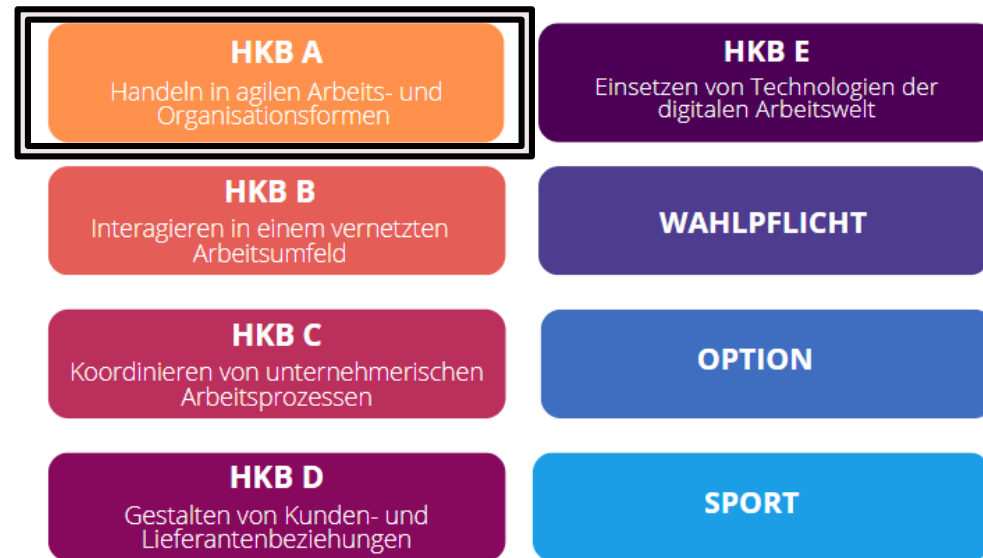 HKB A
Handeln in agilen Arbeits- und
Organisationsformen
HKB B
Interagieren in einem vernetzten
Arbeitsumfeld
HKB C
Koordinieren von unternehmerischen
Arbeitsprozessen
HKB D
Gestalten von Kunden- und
Lieferantenbeziehungen
HKB E
Einsetzen von Technologien der
digitalen Arbeitswelt
WAHLPFLICHT
OPTION
SPORT